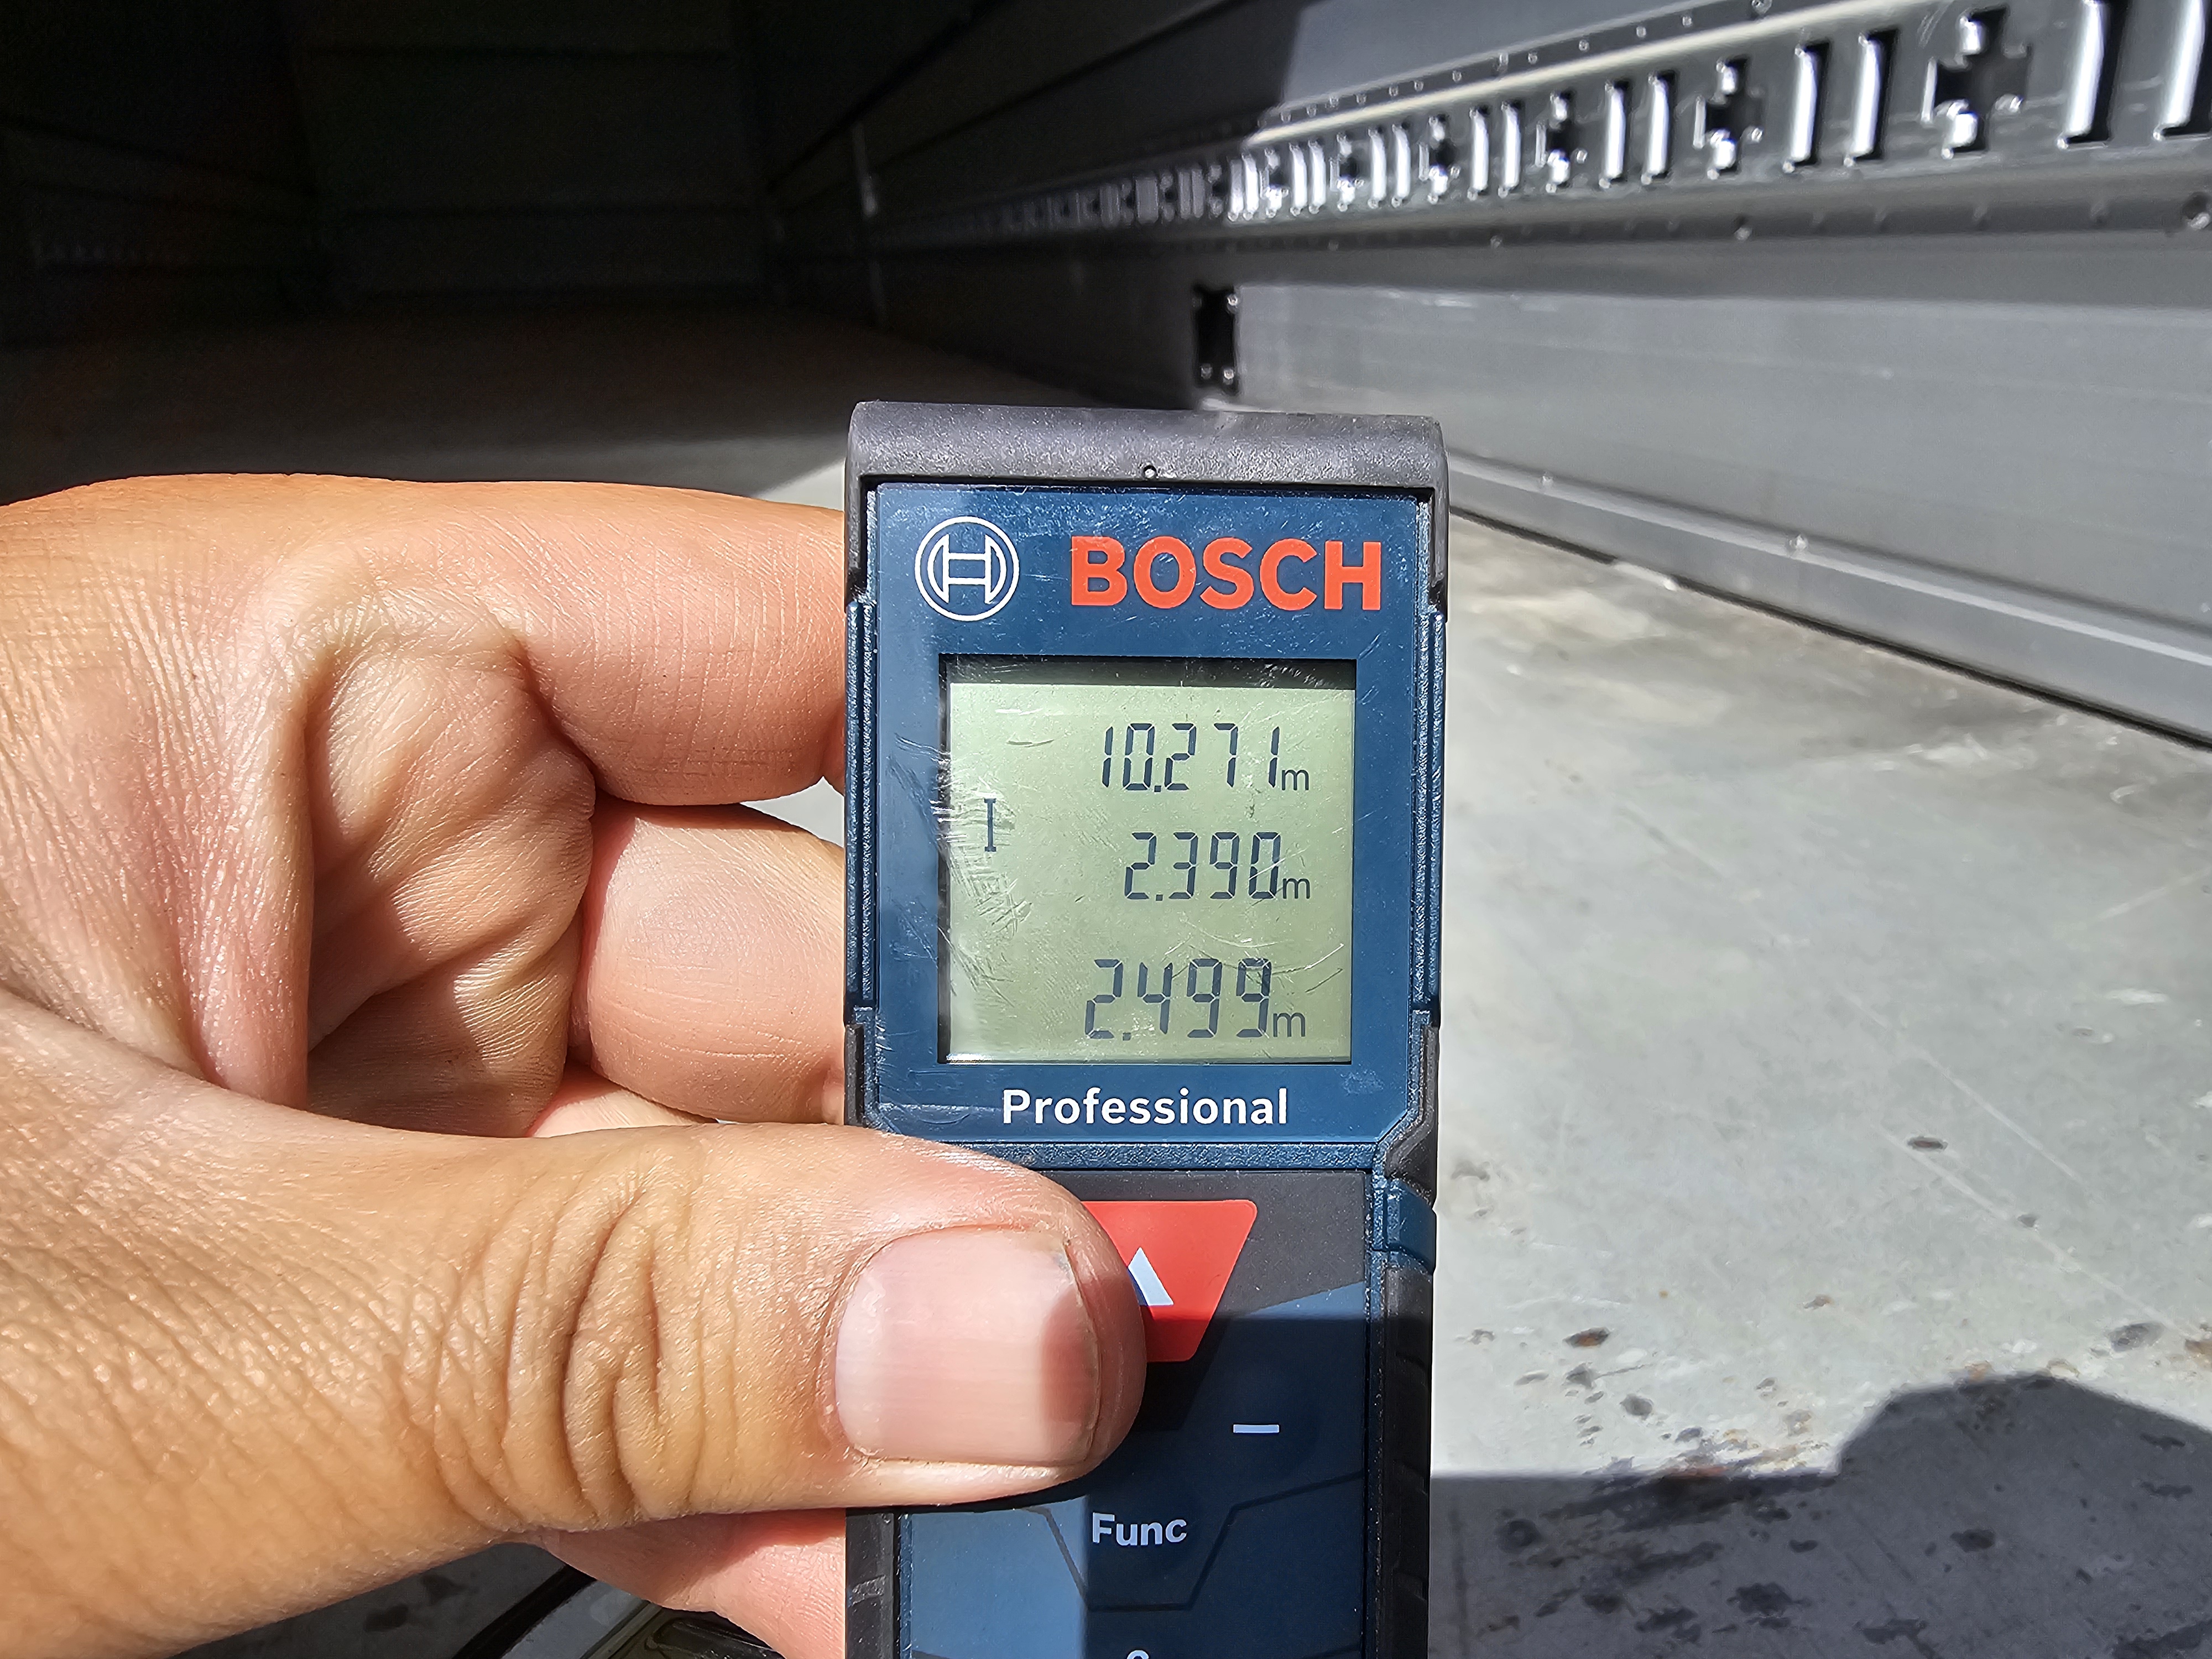 BOSCH
10.271m
2.390m
2.499m
Professional
Func